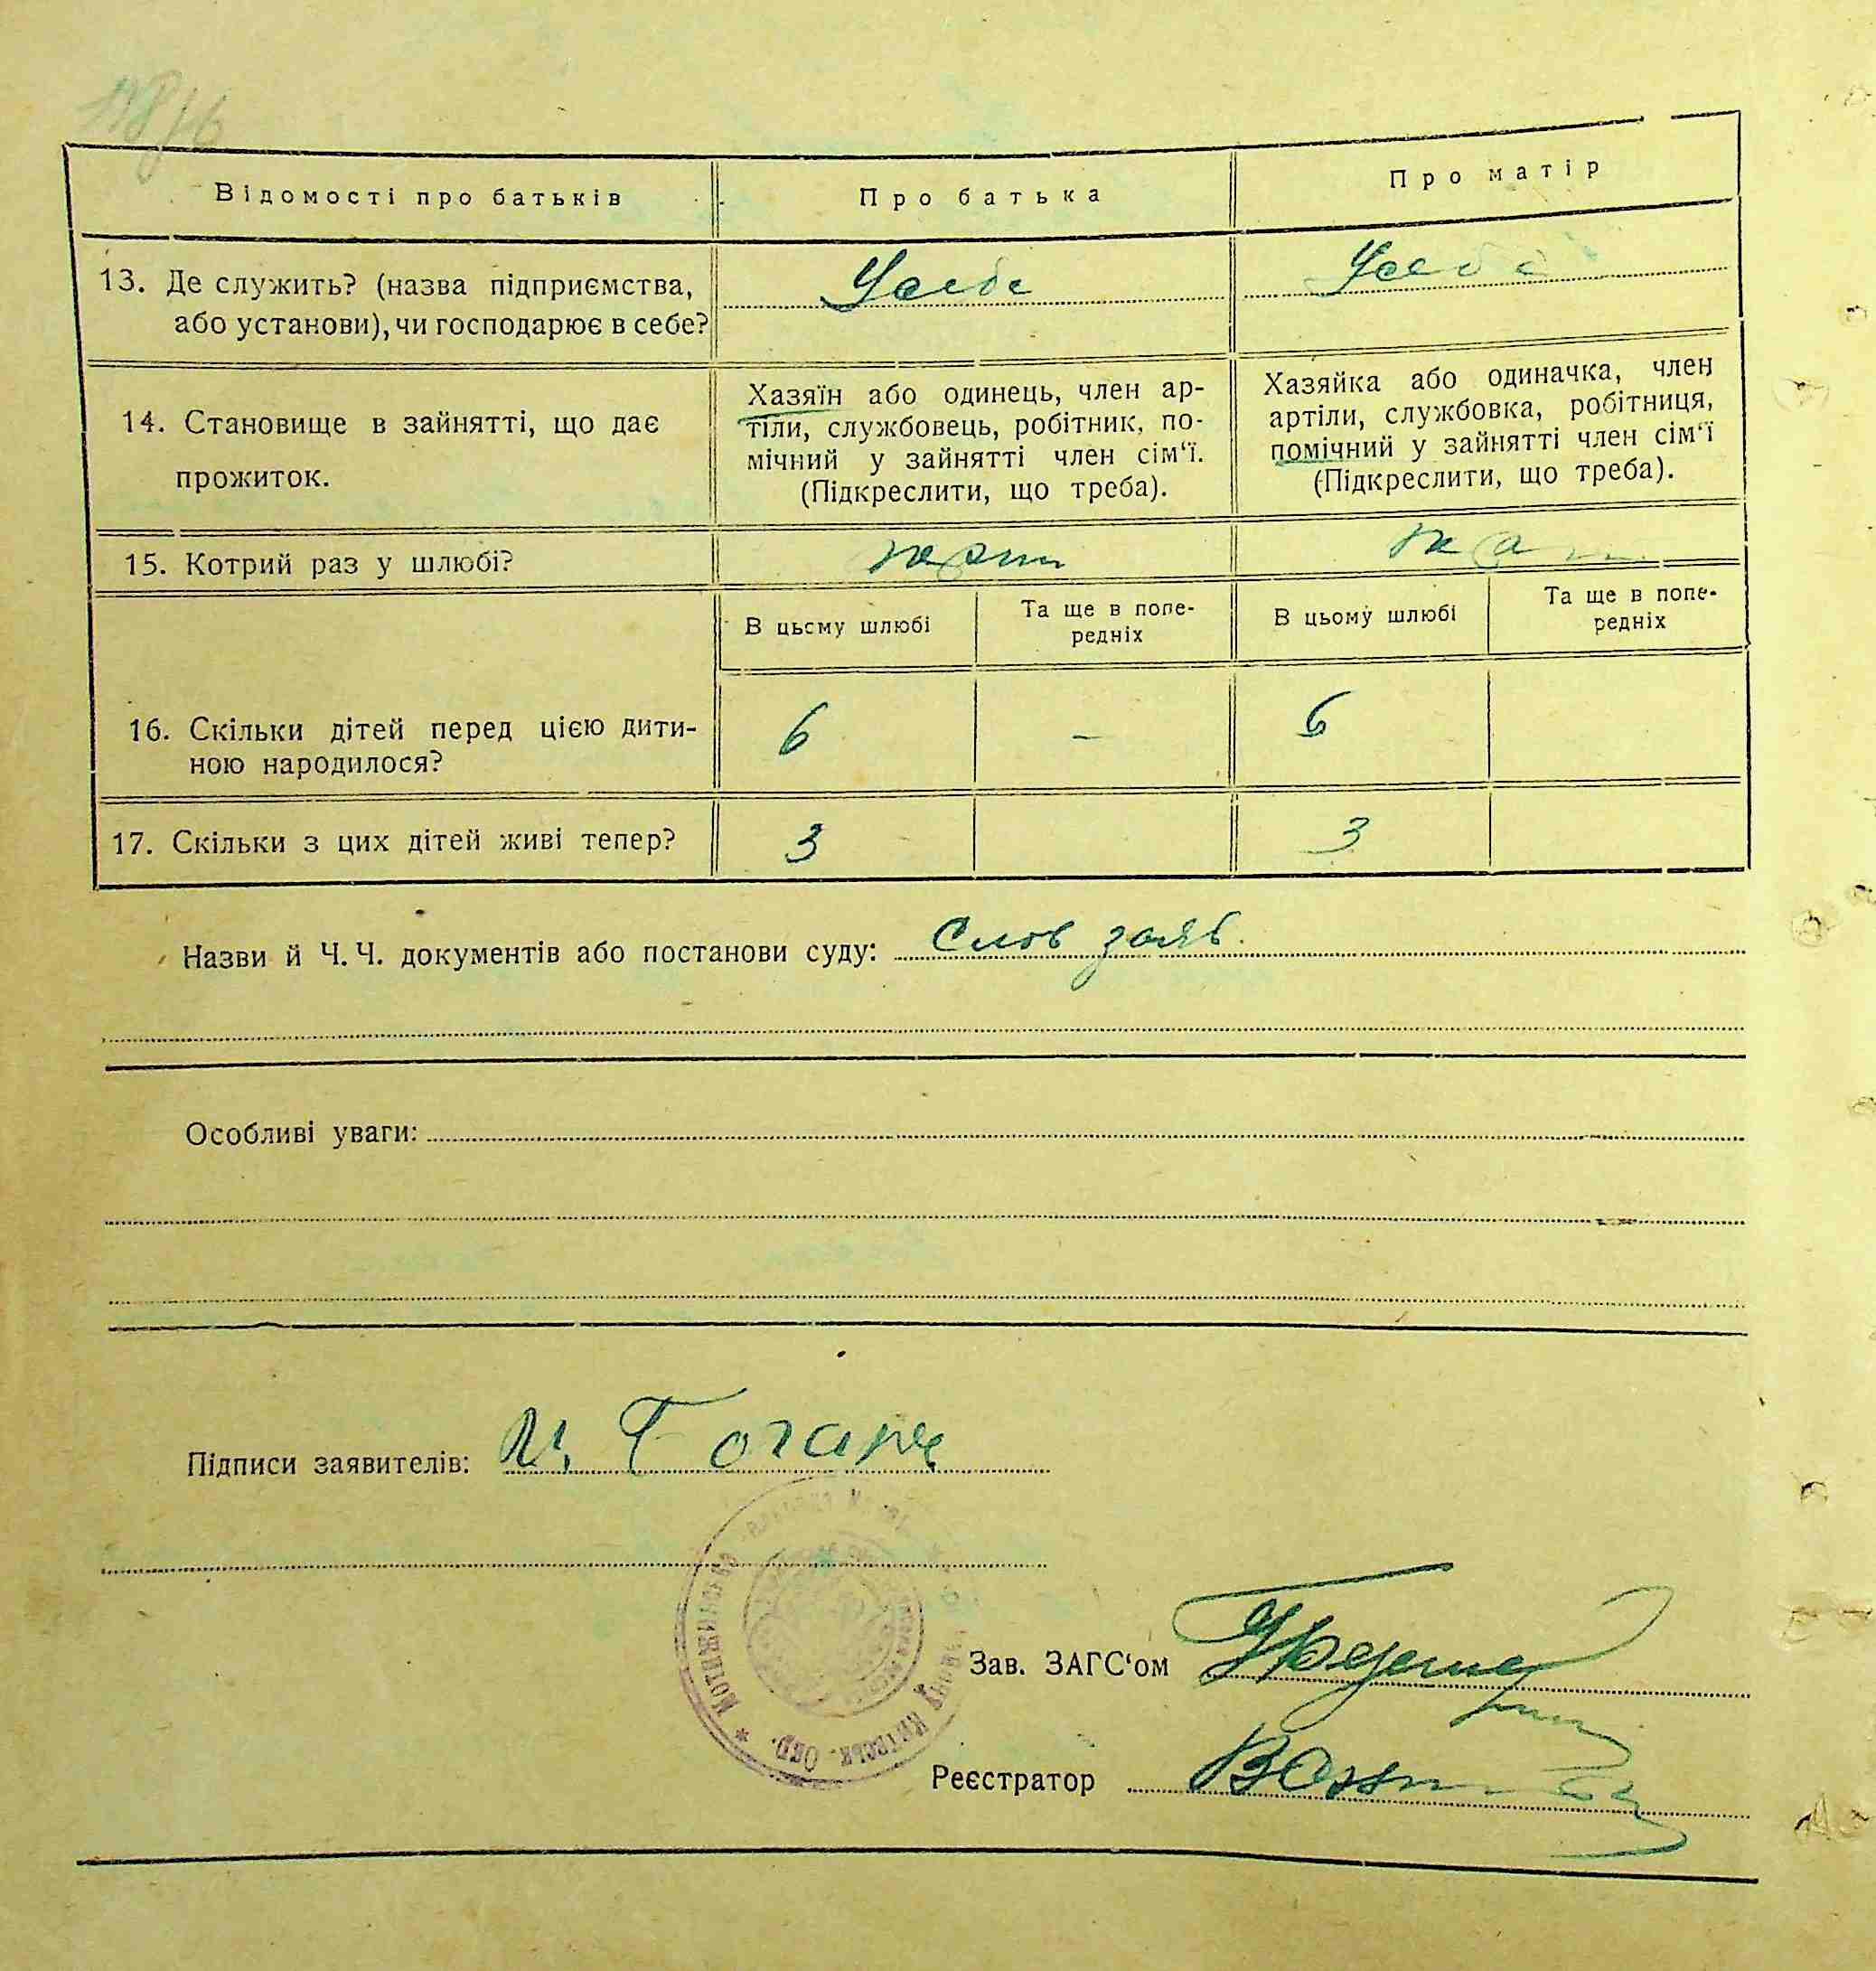 Відомості про батьків
Про батька
Про матір
13. Де служить? (назва підприємства,
або установи), чи господарює в себе?
У себе
У себе
14. Становище в зайнятті, що дає
прожиток.
Хазяїн або одинець, член ар-
тіли, службовець, робітник, по-
мічний у зайнятті член сім‘ї.
(Підкреслити, що треба).
Хазяйка або одиначка, член
артіли, службовка, робітниця,
помічний у зайнятті член сім‘ї
(Підкреслити, що треба).
15. Котрий раз у шлюбі?
В цьому шлюбі
Та ще в попе-
редніх
В цьому шлюбі
Та ще в попе-
редніх
16. Скільки дітей перед цією дити-
ною народилося?
6
-
6
17. Скільки з цих дітей живі тепер?
3
3
Назви й Ч. Ч. документів або постанови суду: Слов заяв.
Особливі уваги:
Підписи заявителів:
Зав. ЗАГС‘ом
Реєстратор